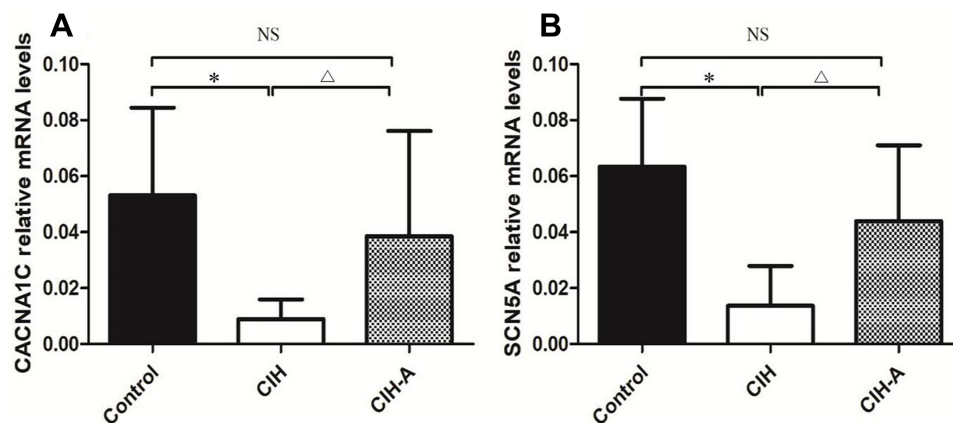 A
NS
* △
CACNA1C relative mRNA levels
0.10
0.08
0.06
0.04
0.02
0.00
Control
CIH
CIH-A
B
NS
* △
SCN5A relative mRNA levels
0.10
0.08
0.06
0.04
0.02
0.00
Control
CIH
CIH-A